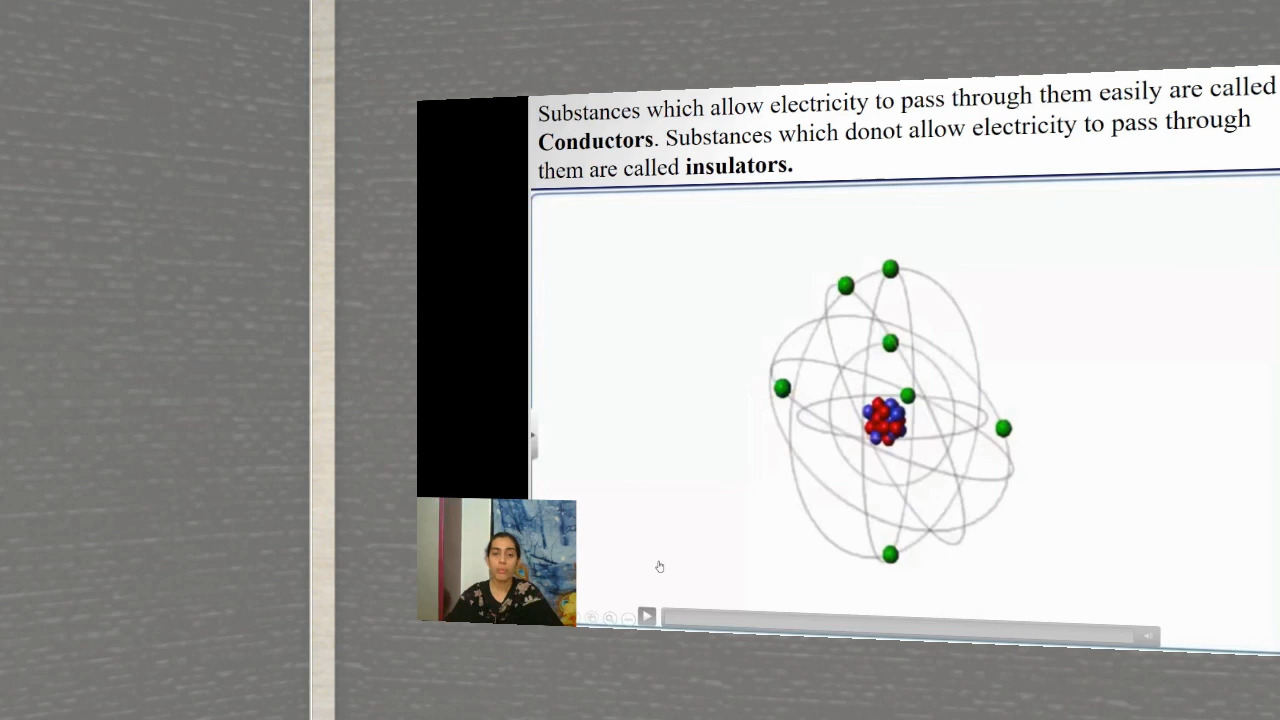 Substances which allow electricity to pass through them easily are called
Conductors. Substances which donot allow electricity to pass through
them are called insulators.